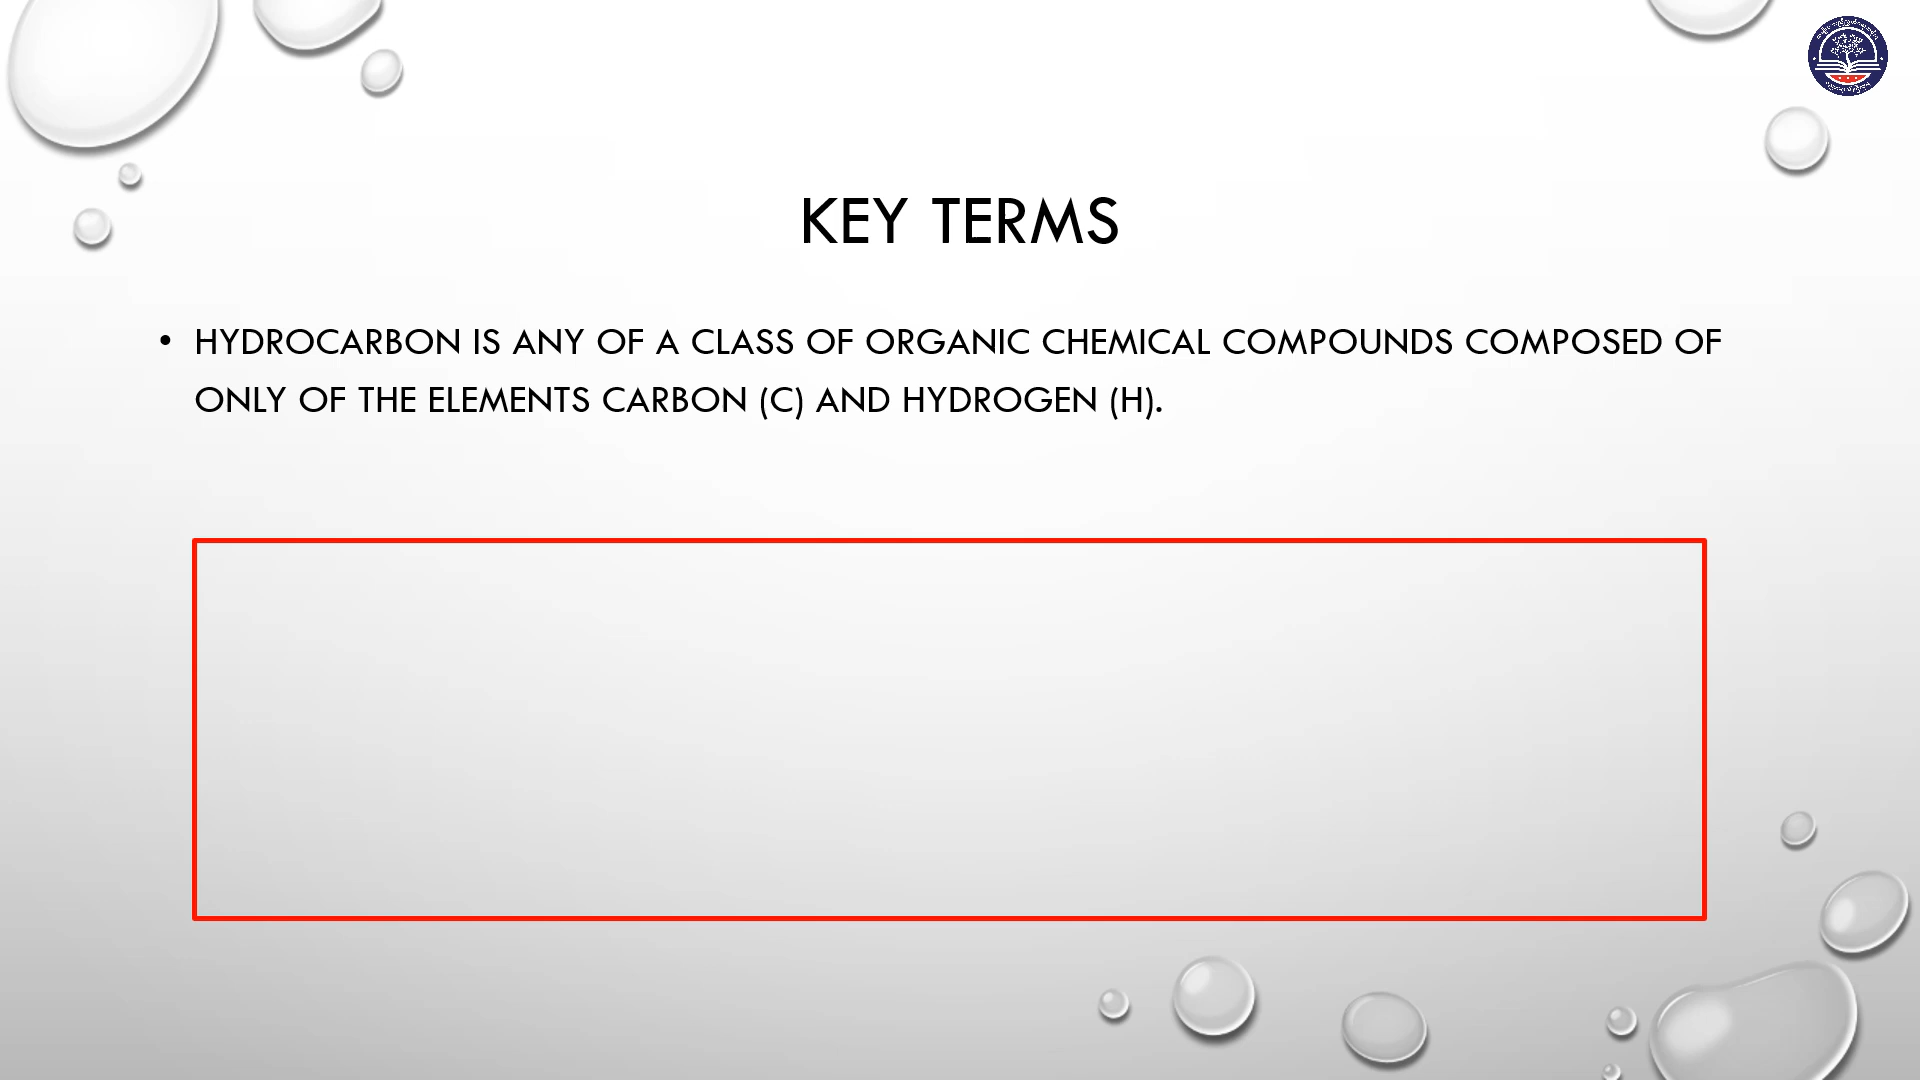 KEY TERMS
• HYDROCARBON IS ANY OF A CLASS OF ORGANIC CHEMICAL COMPOUNDS COMPOSED OF
ONLY OF THE ELEMENTS CARBON (C) AND HYDROGEN (H).